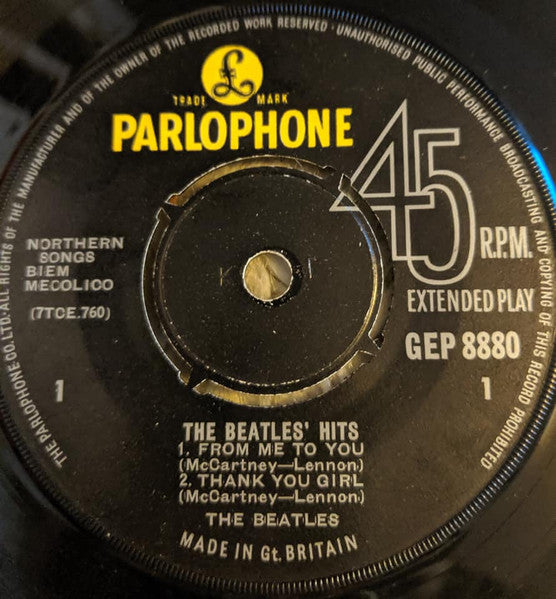 THE PARLOPHONE CO. LTD. ALL RIGHTS OF THE MANUFACTURER AND OF THE OWNER OF THE RECORDED WORK RESERVED - UNAUTHORISED PUBLIC PERFORMANCE BROADCASTING AND COPYING OF THIS RECORD PROHIBITED
£
TRADE MARK
PARLOPHONE
45
R.P.M.
EXTENDED PLAY
GEP 8880
NORTHERN
SONGS
BIEM
MECOLICO
(7TCE.760)
1
1
THE BEATLES' HITS
1. FROM ME TO YOU
(McCartney—Lennon)
2. THANK YOU GIRL
(McCartney—Lennon)
THE BEATLES
MADE IN Gt. BRITAIN